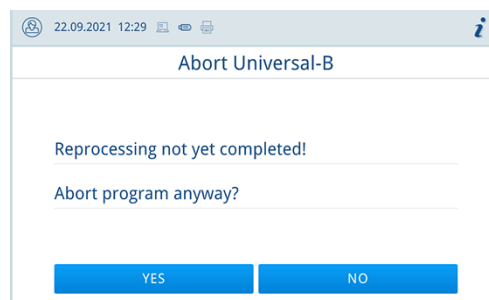 22.09.2021 12:29
Abort Universal-B
Reprocessing not yet completed!
Abort program anyway?
YES NO